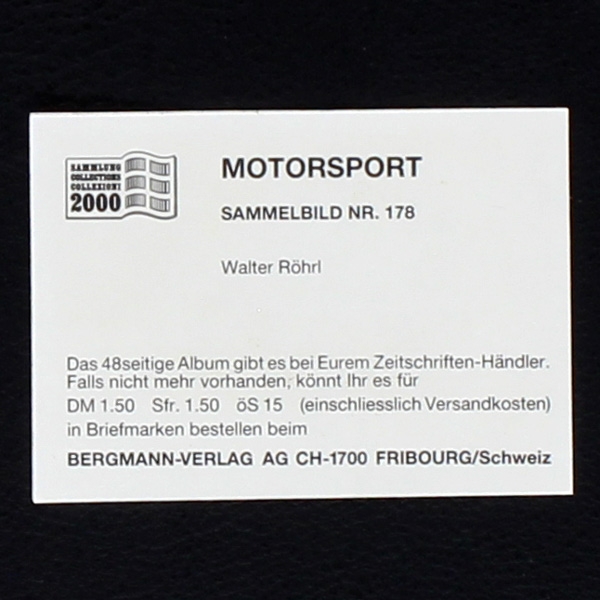 SAMMLUNG
COLLECTIONS
COLLEZIONI
2000
MOTORSPORT
SAMMELBILD NR. 178
Walter Röhrl
Das 48seitige Album gibt es bei Eurem Zeitschriften-Händler.
Falls nicht mehr vorhanden, könnt Ihr es für
DM 1.50 Sfr. 1.50 öS 15 (einschliesslich Versandkosten)
in Briefmarken bestellen beim
BERGMANN-VERLAG AG CH-1700 FRIBOURG/Schweiz